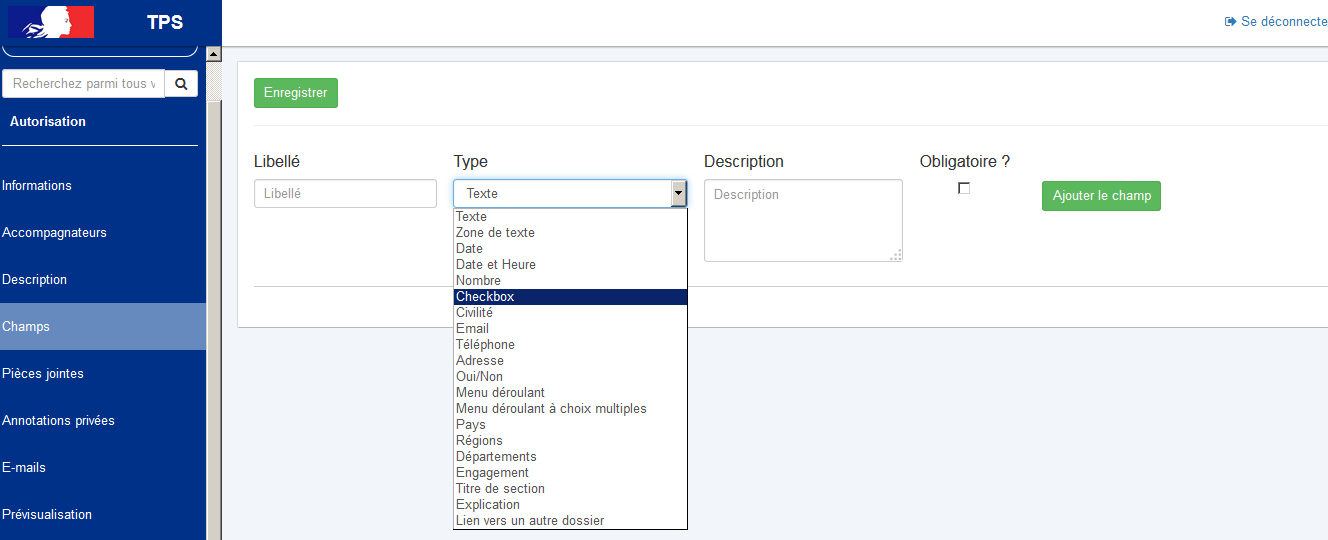 TPS
Se déconnecte
Recherchez parmi tous v
Autorisation
Informations
Accompagnateurs
Description
Champs
Pièces jointes
Annotations privées
E-mails
Prévisualisation
Enregistrer
Libellé
Type
Description
Obligatoire ?
Libellé
Texte
Description
Ajouter le champ
Texte
Zone de texte
Date
Date et Heure
Nombre
Checkbox
Civilité
Email
Téléphone
Adresse
Oui/Non
Menu déroulant
Menu déroulant à choix multiples
Pays
Régions
Départements
Engagement
Titre de section
Explication
Lien vers un autre dossier